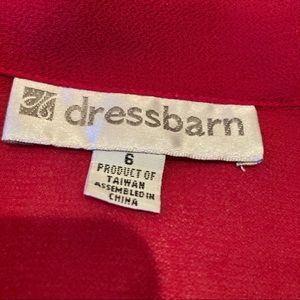 dressbarn
6
PRODUCT OF
TAIWAN
ASSEMBLED IN
CHINA